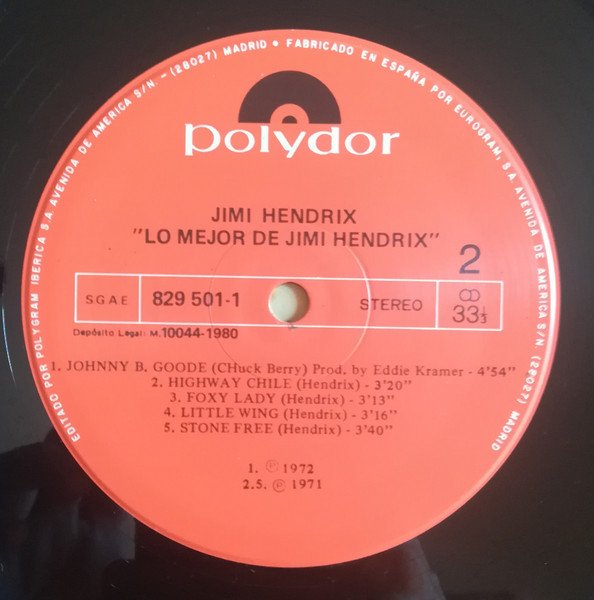 EDITADO POR POLYGRAM IBERICA S.A. AVENIDA DE AMERICA S/N. - (28027) MADRID • FABRICADO EN ESPAÑA POR EUROGRAM, S.A. AVENIDA DE AMERICA S/N (28027) MADRID
polydor
JIMI HENDRIX
"LO MEJOR DE JIMI HENDRIX"
2
SGAE 829 501-1 STEREO 33⅓
Depósito Legal: M.10044-1980
1. JOHNNY B. GOODE (CHuck Berry) Prod. by Eddie Kramer - 4'54"
2. HIGHWAY CHILE (Hendrix) - 3'20"
3. FOXY LADY (Hendrix) - 3'13"
4. LITTLE WING (Hendrix) - 3'16"
5. STONE FREE (Hendrix) - 3'40"
1. ℗ 1972
2.5. ℗ 1971